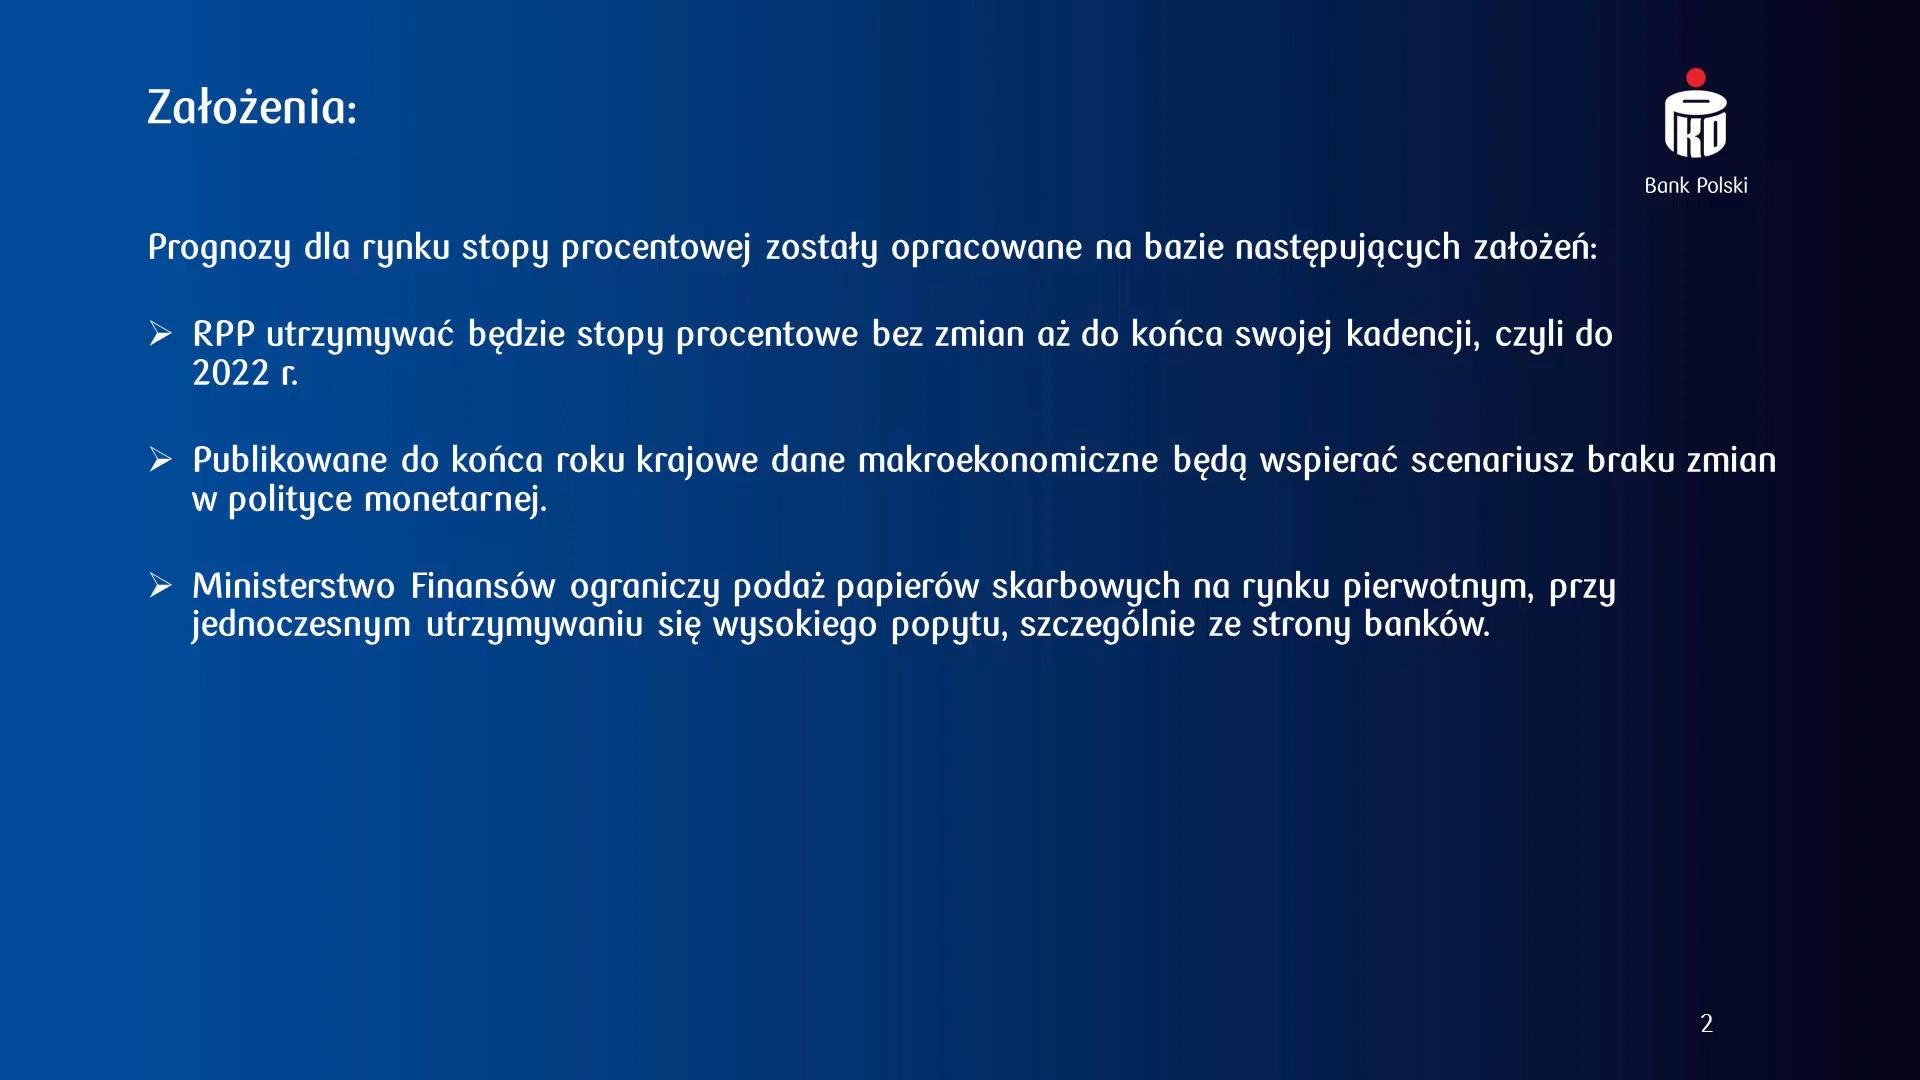 Założenia:
PKO
Bank Polski
Prognozy dla rynku stopy procentowej zostały opracowane na bazie następujących założeń:
➢ RPP utrzymywać będzie stopy procentowe bez zmian aż do końca swojej kadencji, czyli do
2022 r.
➢ Publikowane do końca roku krajowe dane makroekonomiczne będą wspierać scenariusz braku zmian
w polityce monetarnej.
➢ Ministerstwo Finansów ograniczy podaż papierów skarbowych na rynku pierwotnym, przy
jednoczesnym utrzymywaniu się wysokiego popytu, szczególnie ze strony banków.
2